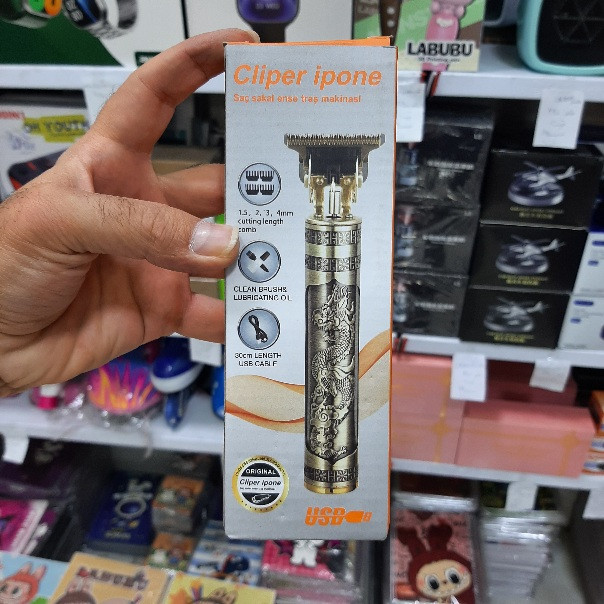 LABUBU
Cliper ipone
Saç sakal ense traş makinası
1.5, 2, 3, 4mm
cutting length
comb
CLEAN BRUSH&
LUBRICATING OIL
30cm LENGTH
USB CABLE
ORIGINAL
Cliper ipone
USB
LABUBU